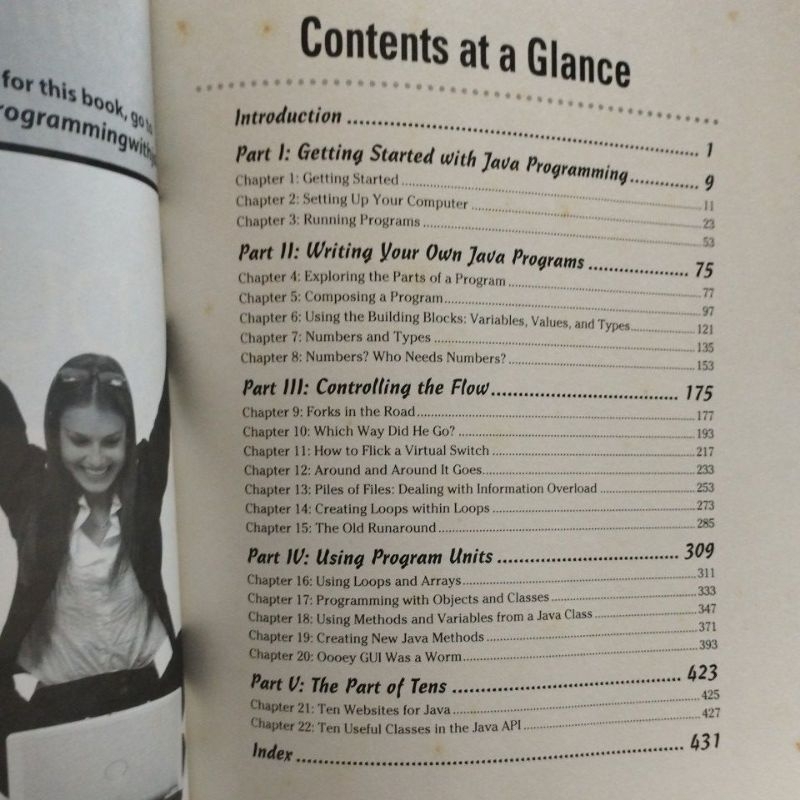 for this book, go to
rogrammingwith
Contents at a Glance
Introduction ................ 1
Part I: Getting Started with Java Programming ................ 9
Chapter 1: Getting Started ................ 11
Chapter 2: Setting Up Your Computer ................ 23
Chapter 3: Running Programs ................ 53
Part II: Writing Your Own Java Programs ................ 75
Chapter 4: Exploring the Parts of a Program ................ 77
Chapter 5: Composing a Program ................ 97
Chapter 6: Using the Building Blocks: Variables, Values, and Types ................ 121
Chapter 7: Numbers and Types ................ 135
Chapter 8: Numbers? Who Needs Numbers? ................ 153
Part III: Controlling the Flow ................ 175
Chapter 9: Forks in the Road ................ 177
Chapter 10: Which Way Did He Go? ................ 193
Chapter 11: How to Flick a Virtual Switch ................ 217
Chapter 12: Around and Around It Goes ................ 233
Chapter 13: Piles of Files: Dealing with Information Overload ................ 253
Chapter 14: Creating Loops within Loops ................ 273
Chapter 15: The Old Runaround ................ 285
Part IV: Using Program Units ................ 309
Chapter 16: Using Loops and Arrays ................ 311
Chapter 17: Programming with Objects and Classes ................ 333
Chapter 18: Using Methods and Variables from a Java Class ................ 347
Chapter 19: Creating New Java Methods ................ 371
Chapter 20: Oooey GUI Was a Worm ................ 393
Part V: The Part of Tens ................ 423
Chapter 21: Ten Websites for Java ................ 425
Chapter 22: Ten Useful Classes in the Java API ................ 427
Index ................ 431